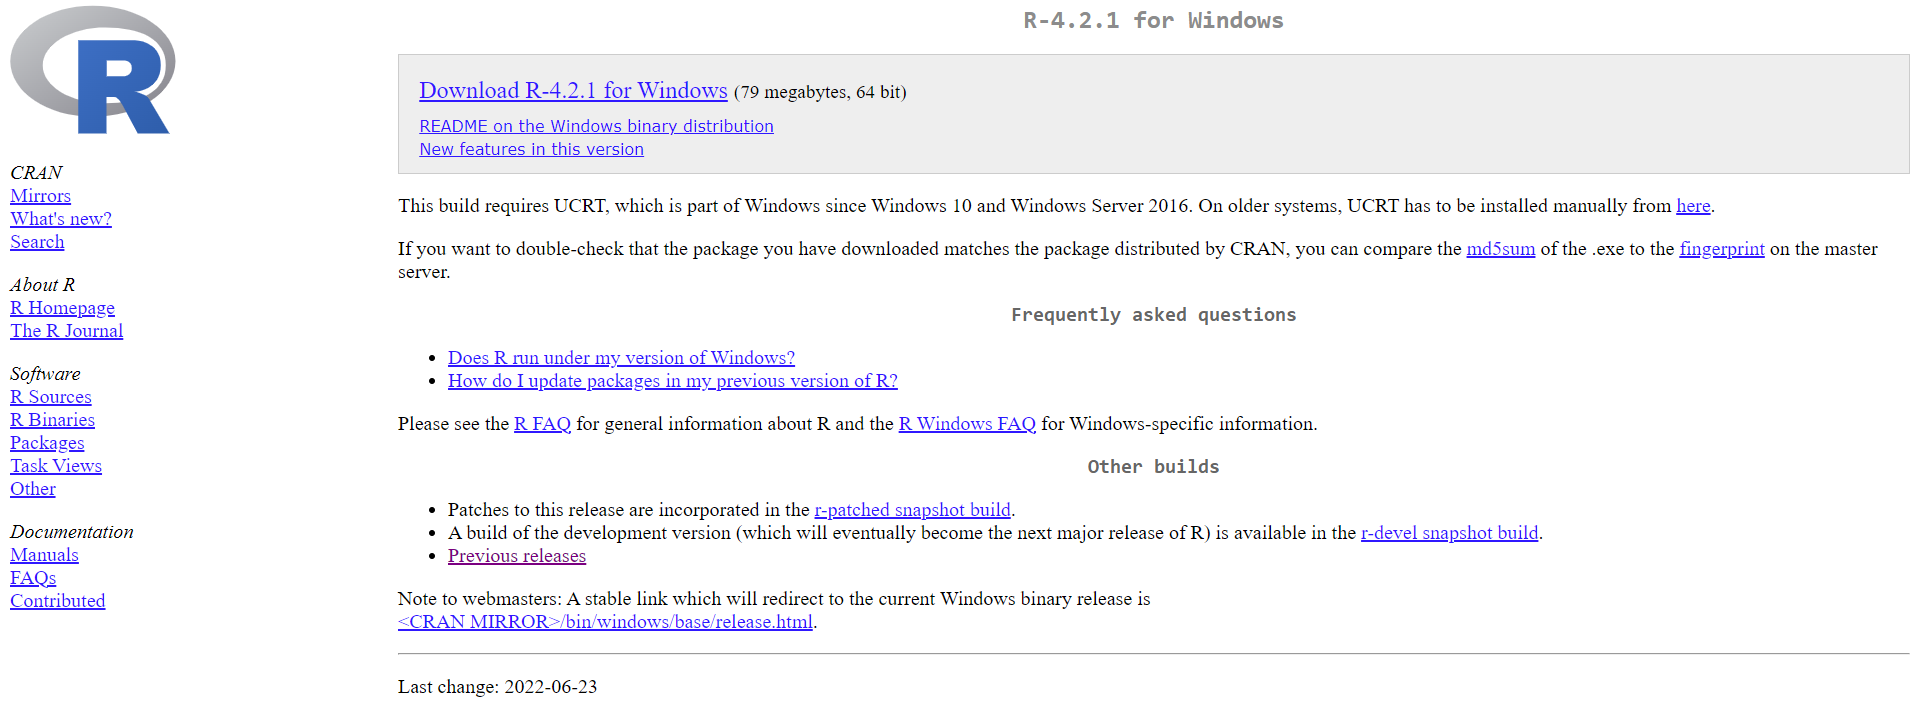 R
CRAN
Mirrors
What's new?
Search
About R
R Homepage
The R Journal
Software
R Sources
R Binaries
Packages
Task Views
Other
Documentation
Manuals
FAQs
Contributed
R-4.2.1 for Windows
Download R-4.2.1 for Windows (79 megabytes, 64 bit)
README on the Windows binary distribution
New features in this version
This build requires UCRT, which is part of Windows since Windows 10 and Windows Server 2016. On older systems, UCRT has to be installed manually from here.
If you want to double-check that the package you have downloaded matches the package distributed by CRAN, you can compare the md5sum of the .exe to the fingerprint on the master
server.
Frequently asked questions
• Does R run under my version of Windows?
• How do I update packages in my previous version of R?
Please see the R FAQ for general information about R and the R Windows FAQ for Windows-specific information.
Other builds
• Patches to this release are incorporated in the r-patched snapshot build.
• A build of the development version (which will eventually become the next major release of R) is available in the r-devel snapshot build.
• Previous releases
Note to webmasters: A stable link which will redirect to the current Windows binary release is
<CRAN MIRROR>/bin/windows/base/release.html.
Last change: 2022-06-23